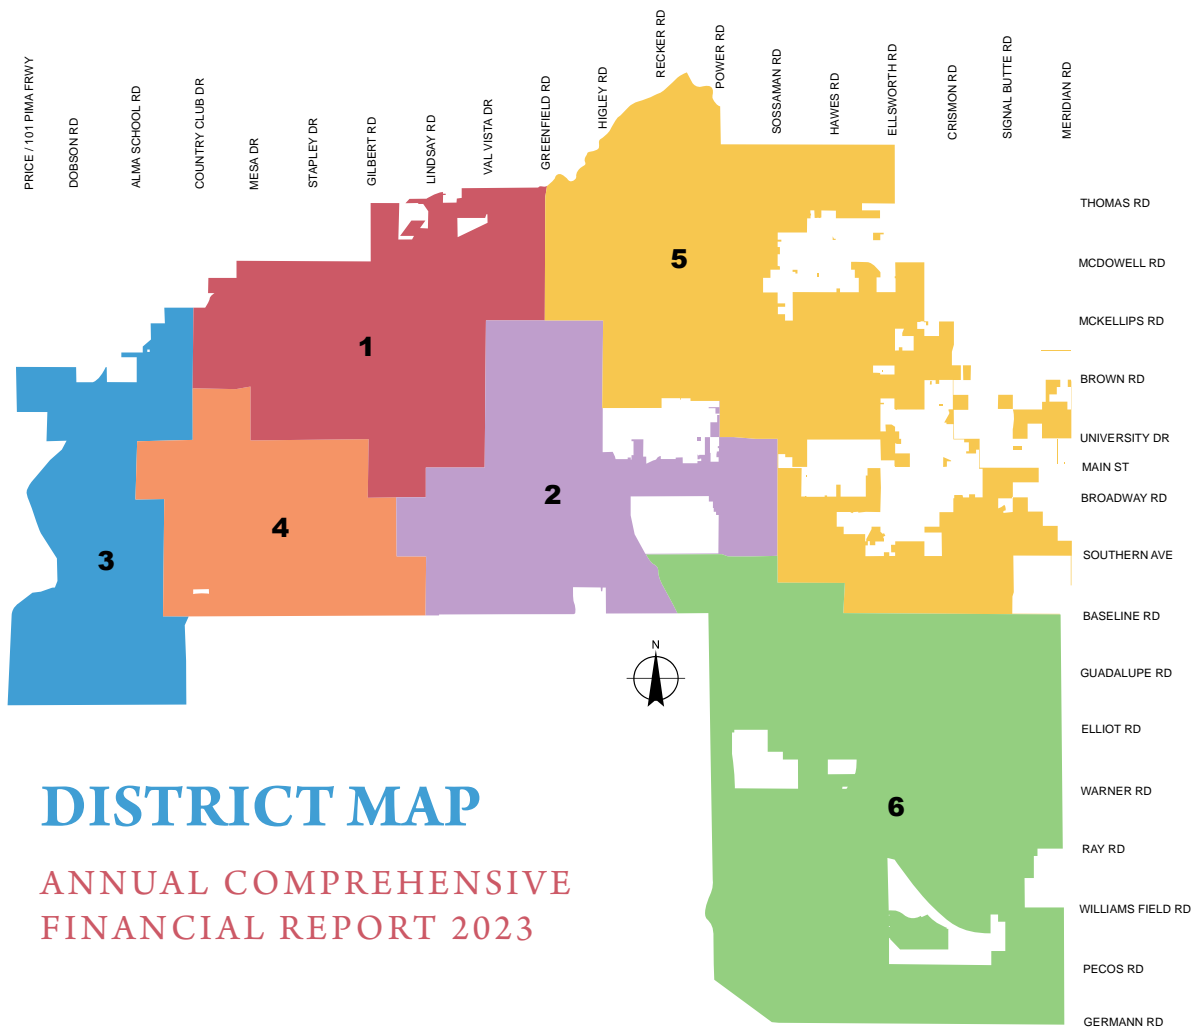 PRICE / 101 PIMA FRWY
DOBSON RD
ALMA SCHOOL RD
COUNTRY CLUB DR
MESA DR
STAPLEY DR
GILBERT RD
LINDSAY RD
VAL VISTA DR
GREENFIELD RD
HIGLEY RD
RECKER RD
POWER RD
SOSSAMAN RD
HAWES RD
ELLSWORTH RD
CRISMON RD
SIGNAL BUTTE RD
MERIDIAN RD
THOMAS RD
MCDOWELL RD
MCKELLIPS RD
BROWN RD
UNIVERSITY DR
MAIN ST
BROADWAY RD
SOUTHERN AVE
BASELINE RD
GUADALUPE RD
ELLIOT RD
WARNER RD
RAY RD
WILLIAMS FIELD RD
PECOS RD
GERMANN RD
5
1
2
4
3
6
N
DISTRICT MAP
ANNUAL COMPREHENSIVE
FINANCIAL REPORT 2023